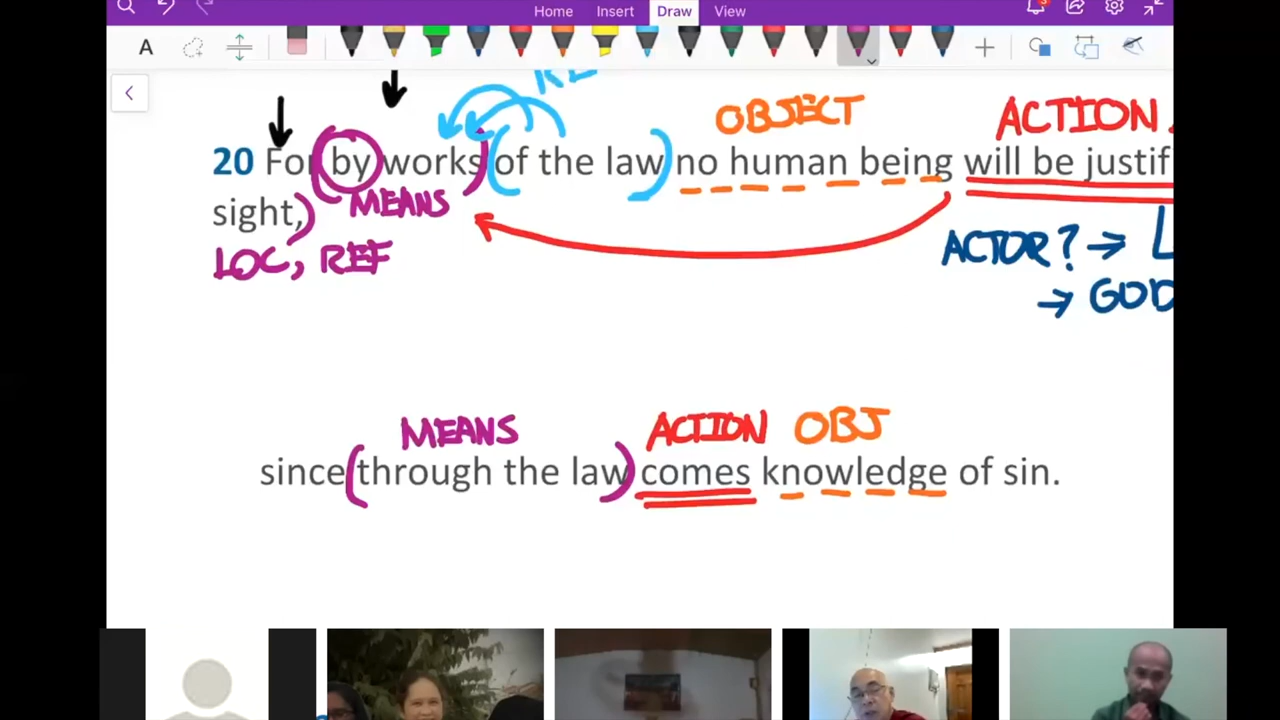 Home Insert Draw View
A
OBJECT ACTION.
20 For by works of the law no human being will be justif
sight, MEANS
LOC, REF
ACTOR? → L
→ GOD
MEANS ACTION OBJ
since through the law comes knowledge of sin.